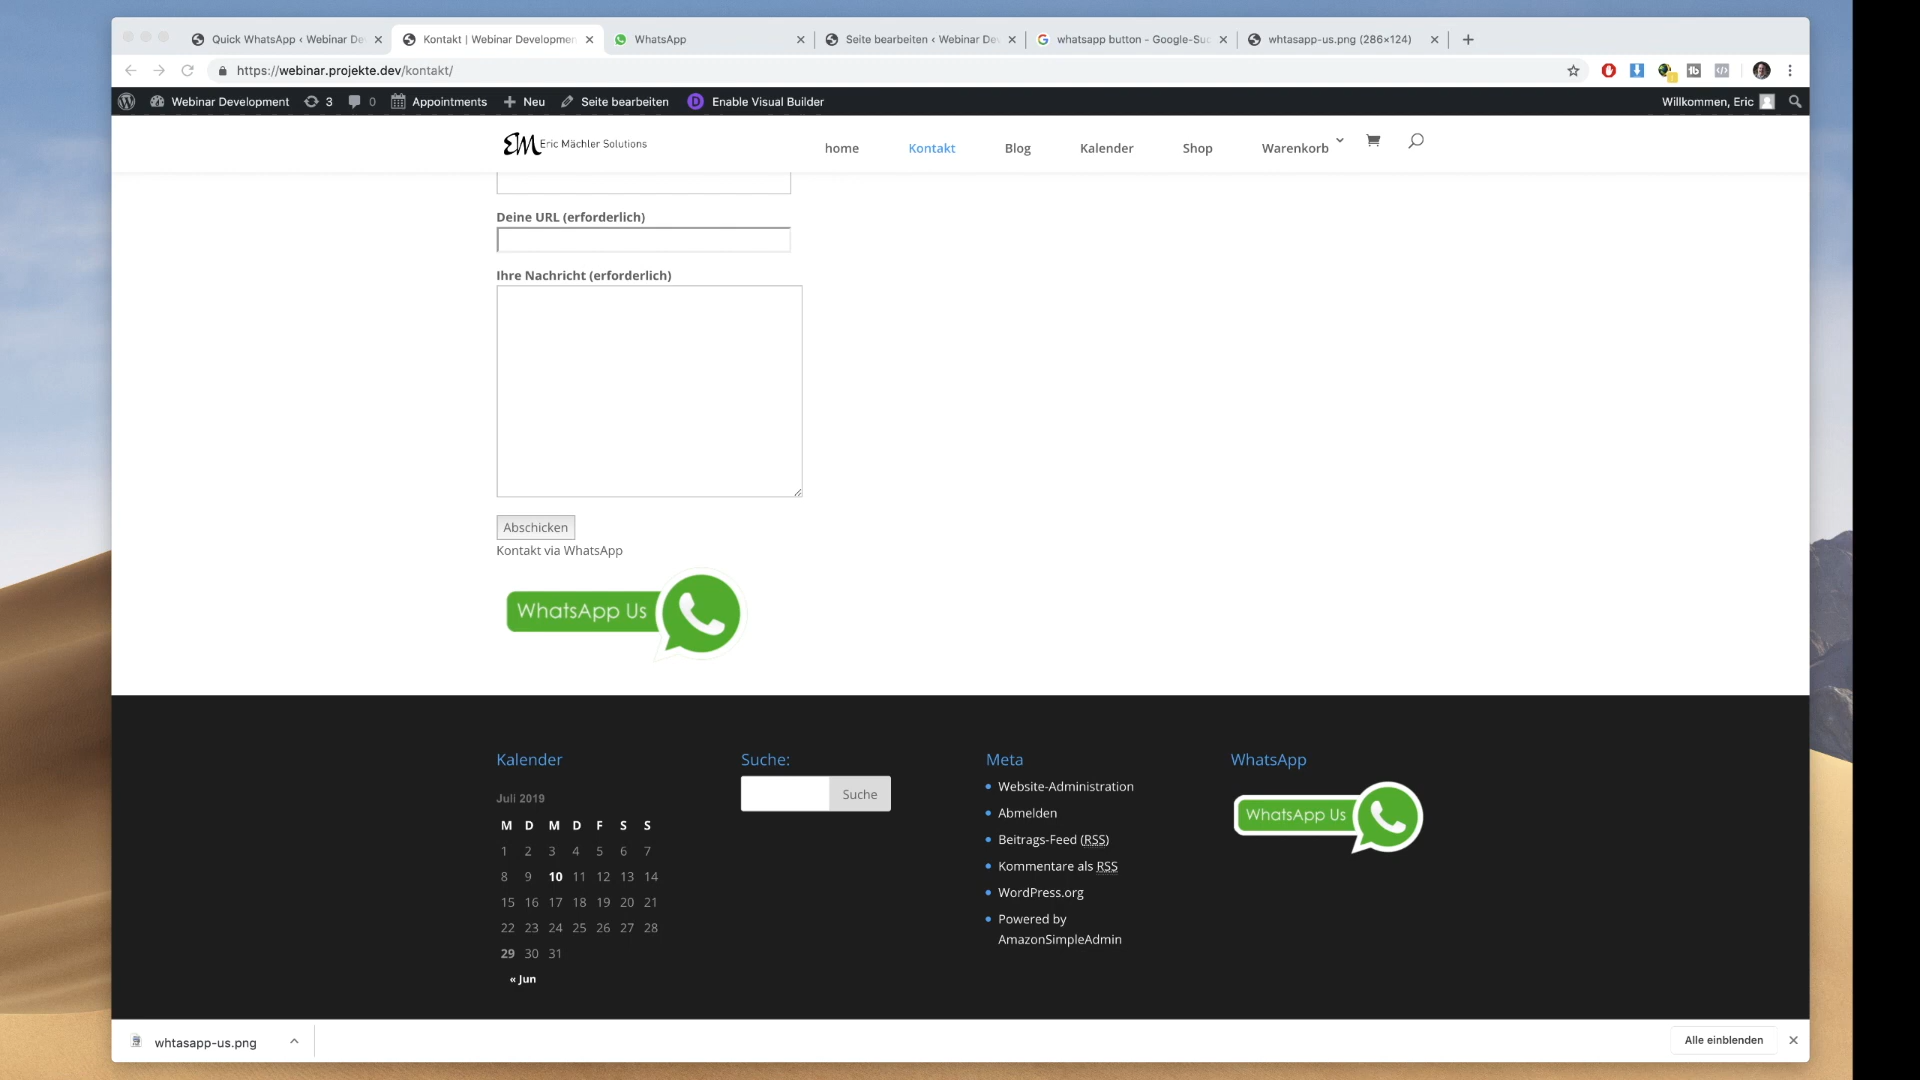 Quick WhatsApp ‹ Webinar De
Kontakt | Webinar Developmen
WhatsApp
Seite bearbeiten ‹ Webinar De
whatsapp button - Google-Suc
whtasapp-us.png (286×124)
https://webinar.projekte.dev/kontakt/
Webinar Development
3
0
Appointments
Neu
Seite bearbeiten
Enable Visual Builder
Willkommen, Eric
EM Eric Mächler Solutions
home
Kontakt
Blog
Kalender
Shop
Warenkorb
Deine URL (erforderlich)
Ihre Nachricht (erforderlich)
Abschicken
Kontakt via WhatsApp
WhatsApp Us
Kalender
Juli 2019
M D M D F S S
1 2 3 4 5 6 7
8 9 10 11 12 13 14
15 16 17 18 19 20 21
22 23 24 25 26 27 28
29 30 31
« Jun
Suche:
Suche
Meta
Website-Administration
Abmelden
Beitrags-Feed (RSS)
Kommentare als RSS
WordPress.org
Powered by
AmazonSimpleAdmin
WhatsApp
WhatsApp Us
whtasapp-us.png
Alle einblenden